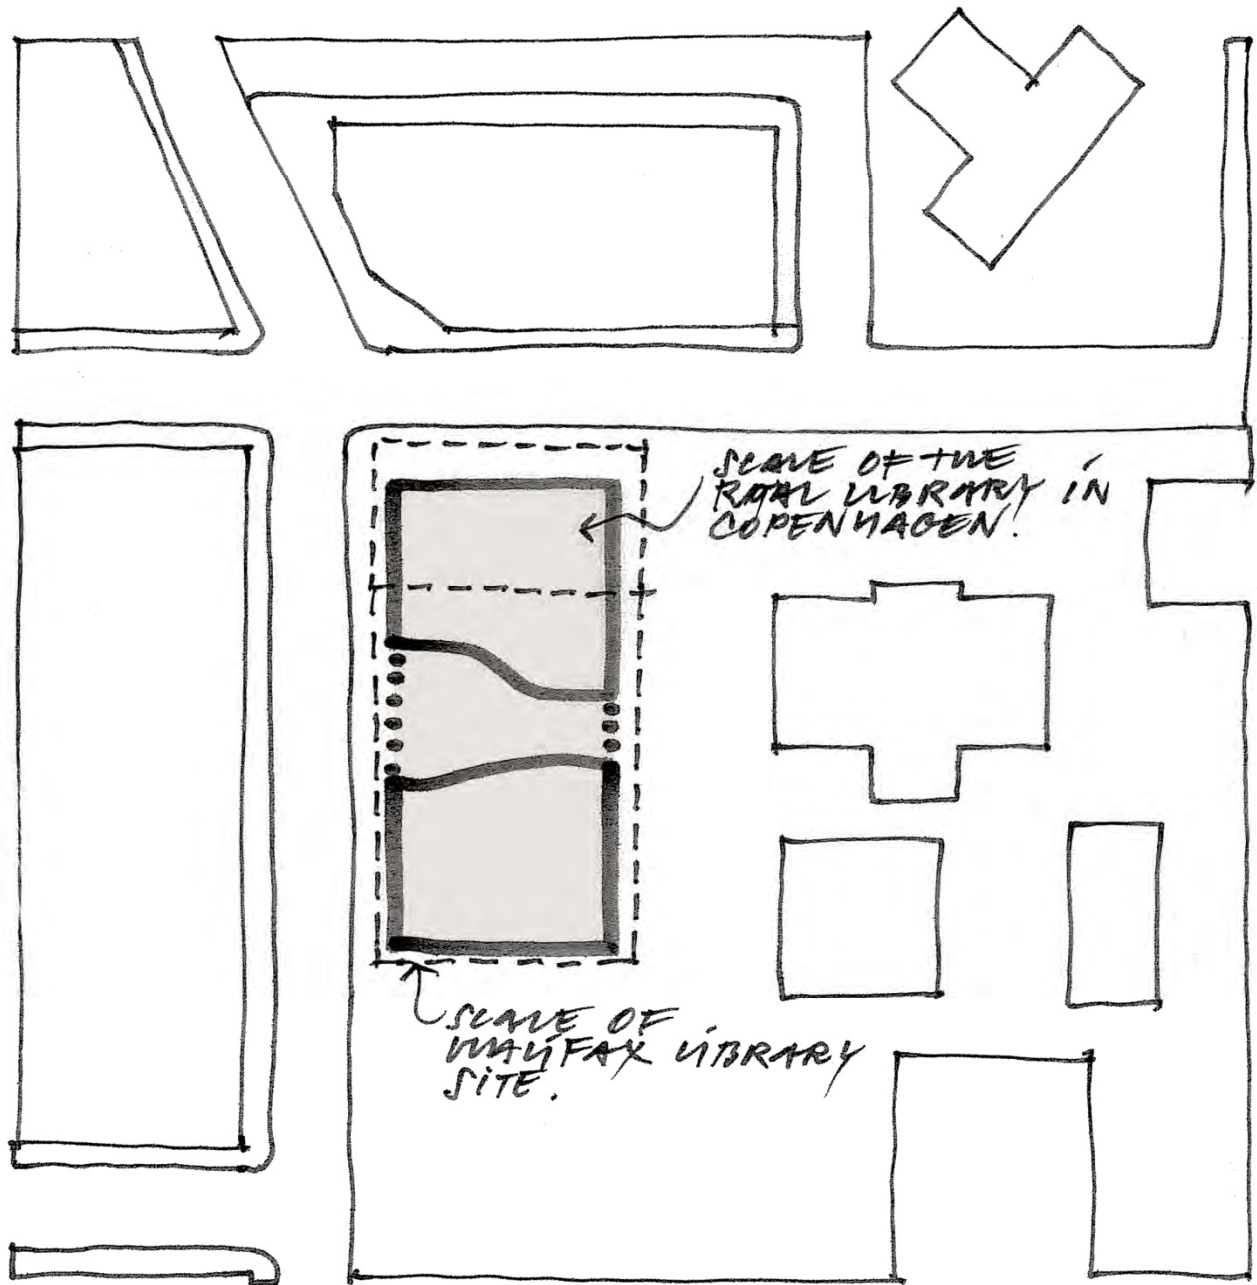 SCALE OF THE
ROYAL LIBRARY IN
COPENHAGEN.
SCALE OF
HALIFAX LIBRARY
SITE.